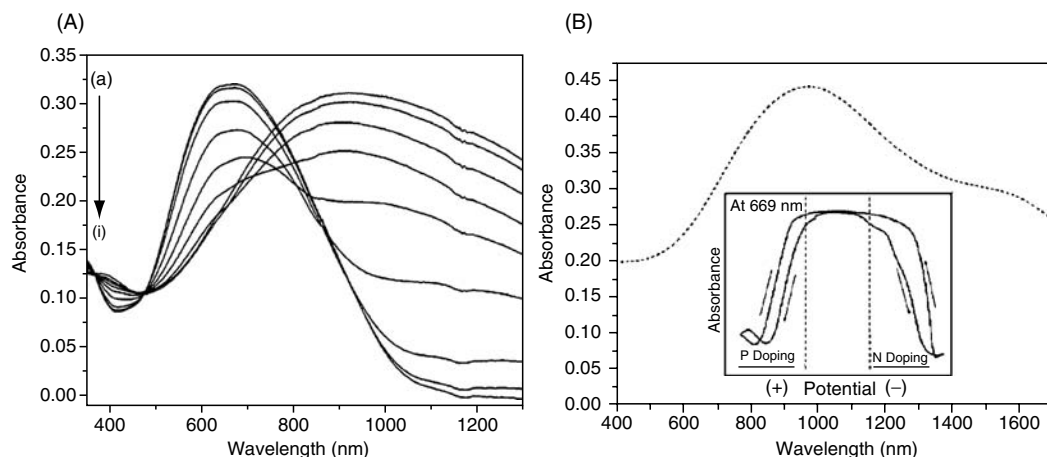 (A)
0.35
0.30
0.25
0.20
0.15
0.10
0.05
0.00
Absorbance
(a)
(i)
400 600 800 1000 1200
Wavelength (nm)
(B)
0.45
0.40
0.35
0.30
0.25
0.20
0.15
0.10
0.05
0.00
Absorbance
At 669 nm
Absorbance
P Doping N Doping
(+) Potential (−)
400 600 800 1000 1200 1400 1600
Wavelength (nm)